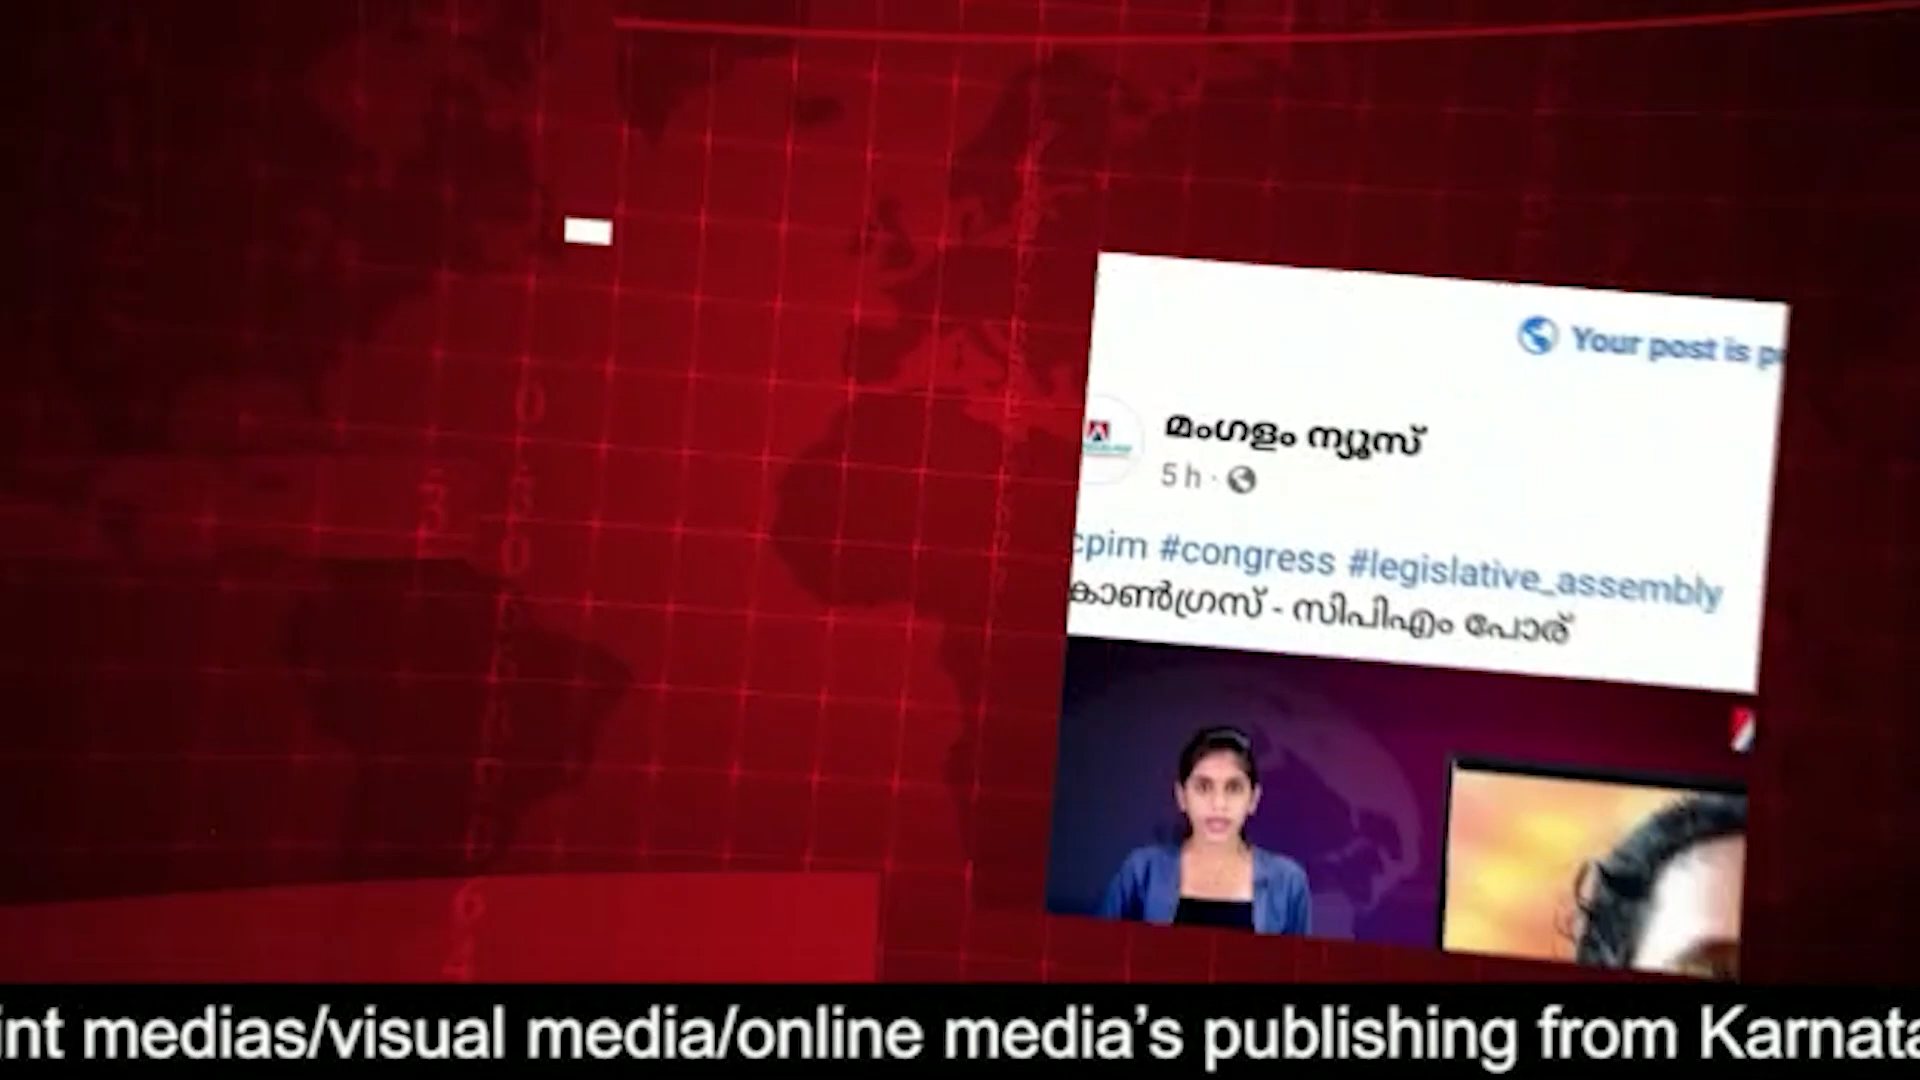 Your post is
മംഗളം ന്യൂസ്
5 h ·
cpim #congress #legislative_assembly
കോൺഗ്രസ് - സിപിഎം പോര്
int medias/visual media/online media’s publishing from Karnata